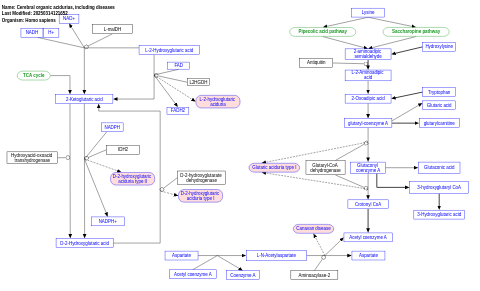 Name: Cerebral organic acidurias, including diseases
Last Modified: 20250314121652
Organism: Homo sapiens
NAD+
NADH
H+
L-malDH
L-2-Hydroxyglutaric acid
FAD
L2HGDH
FADH2
L-2-hydroxyglutaric
aciduria
TCA cycle
2-Ketoglutaric acid
NADPH
IDH2
Hydroxyacid-oxoacid
transhydrogenase
D-2-hydroxyglutaric
aciduria type II
D-2-hydroxyglutarate
dehydrogenase
D-2-hydroxyglutaric
aciduria type I
NADPH+
D-2-Hydroxyglutaric acid
Lysine
Pipecolic acid pathway
Saccharopine pathway
2-aminoadipic
semialdehyde
Hydroxylysine
Antiquitin
L-2-Aminoadipic
acid
2-Oxoadipic acid
Tryptophan
Glutaric acid
glutaryl-coenzyme A
glutarylcarnitine
Glutaric aciduria type I
Glutaryl-CoA
dehydrogenase
Glutaconyl
coenzyme A
Glutaconic acid
3-hydroxyglutaryl CoA
Crotonyl CoA
3-Hydroxyglutaric acid
Canavan disease
Acetyl coenzyme A
Aspartate
L-N-Acetylaspartate
Aspartate
Acetyl coenzyme A
Coenzyme A
Aminoacylase-2